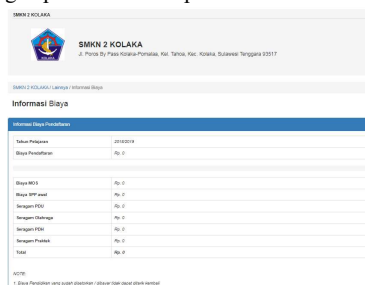 SMKN 2 KOLAKA
SMKN 2 KOLAKA
Jl. Poros By Pass Kolaka-Pomalaa, Kel. Tahoa, Kec. Kolaka, Sulawesi Tenggara 93517
SMKN 2 KOLAKA / Lainnya / Informasi Biaya
Informasi Biaya
Informasi Biaya Pendaftaran
Tahun Pelajaran 2018/2019
Biaya Pendaftaran Rp. 0
Biaya MOS Rp. 0
Biaya SPP awal Rp. 0
Seragam PDU Rp. 0
Seragam Olahraga Rp. 0
Seragam PDH Rp. 0
Seragam Praktek Rp. 0
Total Rp. 0
NOTE:
1. Biaya Pendidikan yang sudah disetorkan / dibayar tidak dapat ditarik kembali